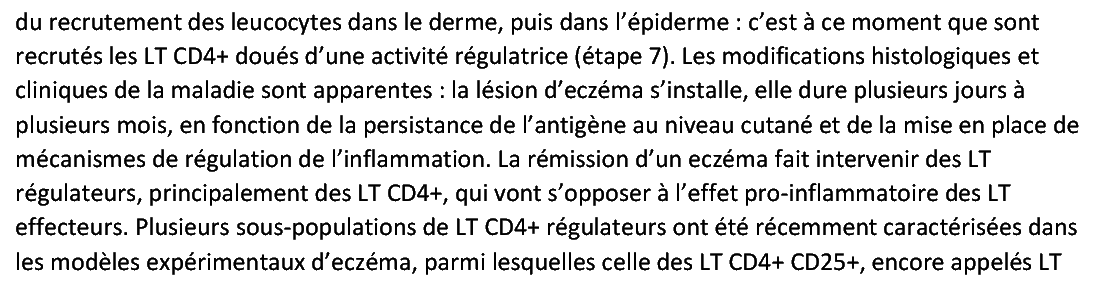 du recrutement des leucocytes dans le derme, puis dans l’épiderme : c’est à ce moment que sont
recrutés les LT CD4+ doués d’une activité régulatrice (étape 7). Les modifications histologiques et
cliniques de la maladie sont apparentes : la lésion d’eczéma s’installe, elle dure plusieurs jours à
plusieurs mois, en fonction de la persistance de l’antigène au niveau cutané et de la mise en place de
mécanismes de régulation de l’inflammation. La rémission d’un eczéma fait intervenir des LT
régulateurs, principalement des LT CD4+, qui vont s’opposer à l’effet pro-inflammatoire des LT
effecteurs. Plusieurs sous-populations de LT CD4+ régulateurs ont été récemment caractérisées dans
les modèles expérimentaux d’eczéma, parmi lesquelles celle des LT CD4+ CD25+, encore appelés LT